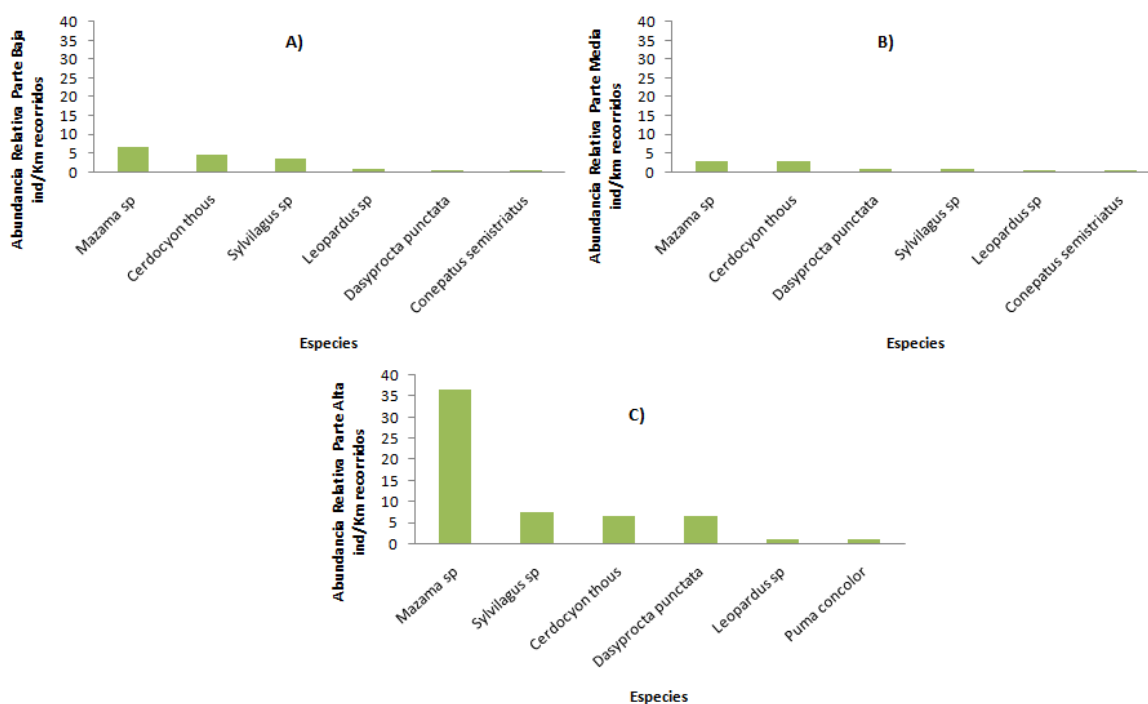 Abundancia Relativa Parte Baja
ind/Km recorridos
40
35
30
25
20
15
10
5
0
A)
Mazama sp
Cerdocyon thous
Sylvilagus sp
Leopardus sp
Dasyprocta punctata
Conepatus semistriatus
Especies
Abundancia Relativa Parte Media
ind/km recorridos
40
35
30
25
20
15
10
5
0
B)
Mazama sp
Cerdocyon thous
Dasyprocta punctata
Sylvilagus sp
Leopardus sp
Conepatus semistriatus
Especies
Abundancia Relativa Parte Alta
ind/Km recorridos
40
35
30
25
20
15
10
5
0
C)
Mazama sp
Sylvilagus sp
Cerdocyon thous
Dasyprocta punctata
Leopardus sp
Puma concolor
Especies